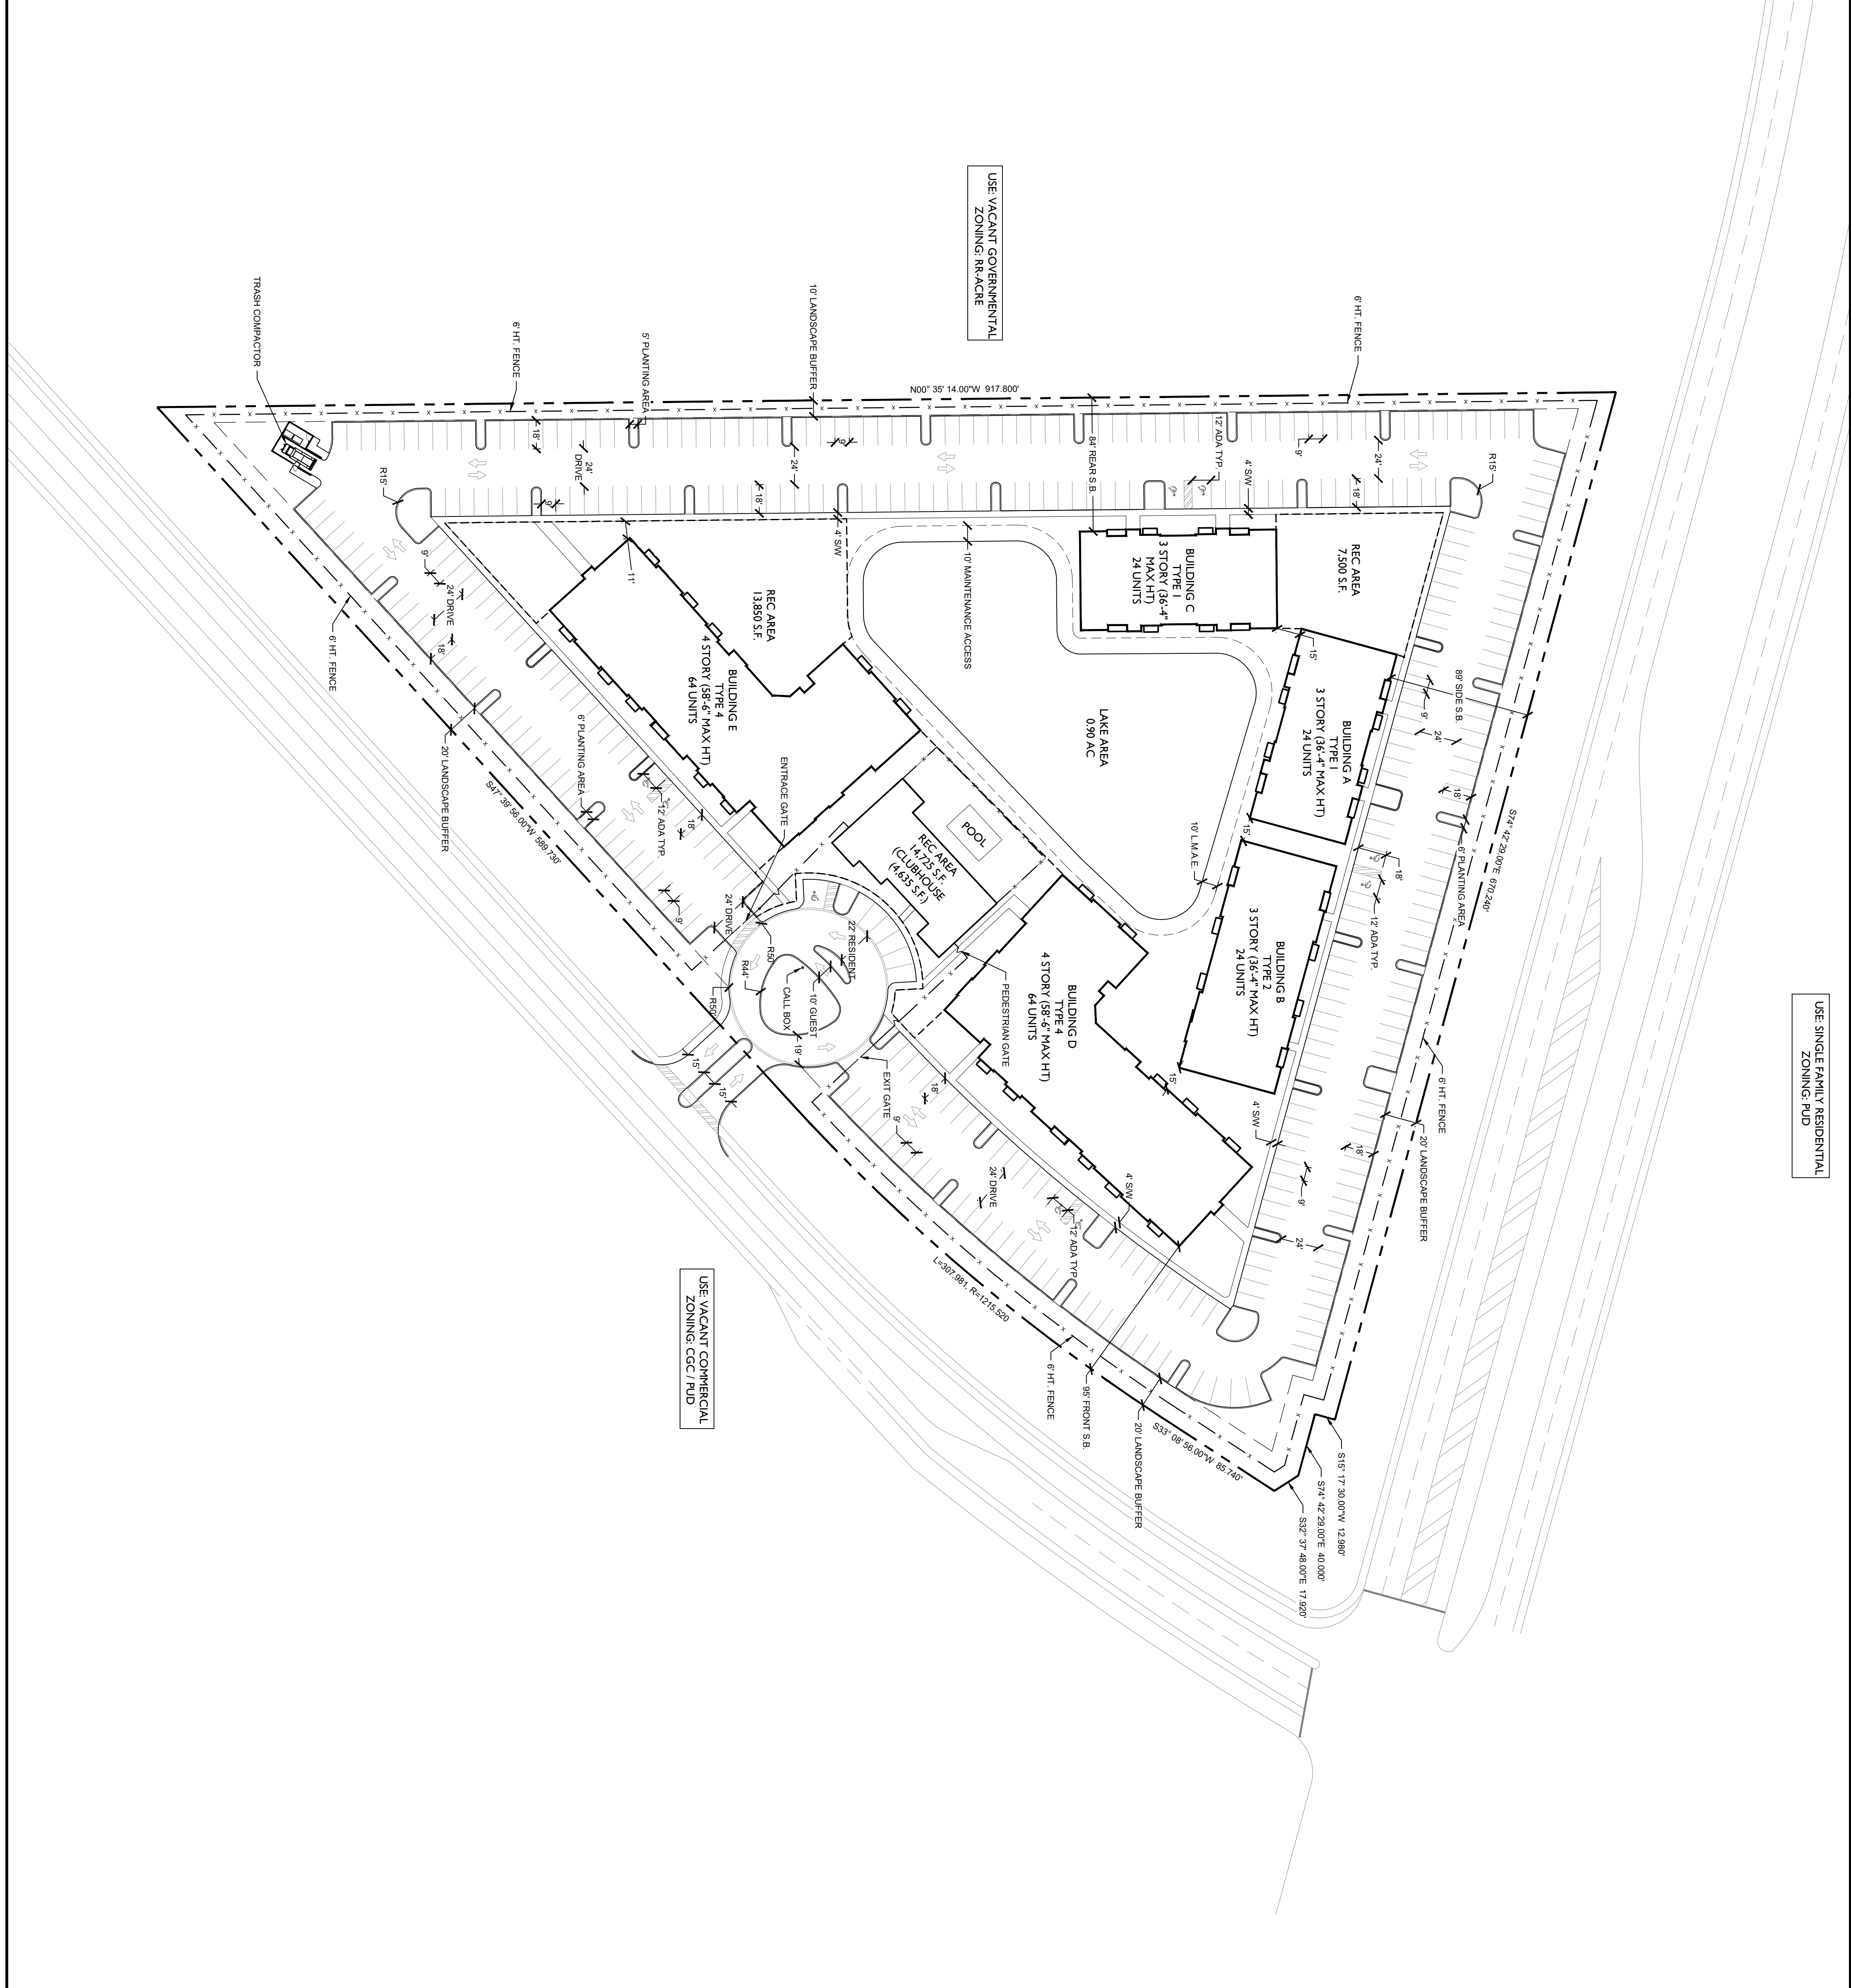 USE: SINGLE FAMILY RESIDENTIAL
ZONING: PUD
USE: VACANT GOVERNMENTAL
ZONING: RR-ACRE
USE: VACANT COMMERCIAL
ZONING: CGC / PUD
S15° 17' 30.00"W 12.980'
S74° 42' 29.00"E 40.000'
S32° 37' 48.00"E 17.920'
S33° 08' 56.00"W 85.740'
S74° 42' 29.00"E 670.240'
N00° 35' 14.00"W 917.800'
S47° 39' 56.00"W 589.730'
L=307.981, R=1215.520
R15'
6' HT. FENCE
89' SIDE S.B.
9'
24'
18'
6' PLANTING AREA
18'
12' ADA TYP.
6' HT. FENCE
20' LANDSCAPE BUFFER
18'
9'
24'
4' S/W
24'
18'
9'
12' ADA TYP.
4' S/W
84' REAR S.B.
REC AREA
7,500 S.F.
BUILDING C
TYPE 1
3 STORY (36'-4"
MAX HT)
24 UNITS
15'
BUILDING A
TYPE 1
3 STORY (36'-4" MAX HT)
24 UNITS
15'
BUILDING B
TYPE 2
3 STORY (36'-4" MAX HT)
24 UNITS
15'
LAKE AREA
0.90 AC
10' L.M.A.E.
10' MAINTENANCE ACCESS
BUILDING D
TYPE 4
4 STORY (58'-6" MAX HT)
64 UNITS
PEDESTRIAN GATE
POOL
REC AREA
14,725 S.F.
(CLUBHOUSE
(4,635 S.F.)
10' LANDSCAPE BUFFER
9'
24'
18'
4' S/W
5' PLANTING AREA
24'
DRIVE
18'
9'
6' HT. FENCE
TRASH COMPACTOR
R15'
11'
REC AREA
13,850 S.F.
BUILDING E
TYPE 4
4 STORY (58'-6" MAX HT)
64 UNITS
9'
24' DRIVE
18'
6' HT. FENCE
20' LANDSCAPE BUFFER
6' PLANTING AREA
12' ADA TYP.
18'
9'
ENTRACE GATE
24' DRIVE
R50'
R44'
R50'
22' RESIDENT
10' GUEST
CALL BOX
19'
15'
15'
EXIT GATE
18'
9'
24' DRIVE
12' ADA TYP.
4' S/W
6' HT. FENCE
95' FRONT S.B.
20' LANDSCAPE BUFFER